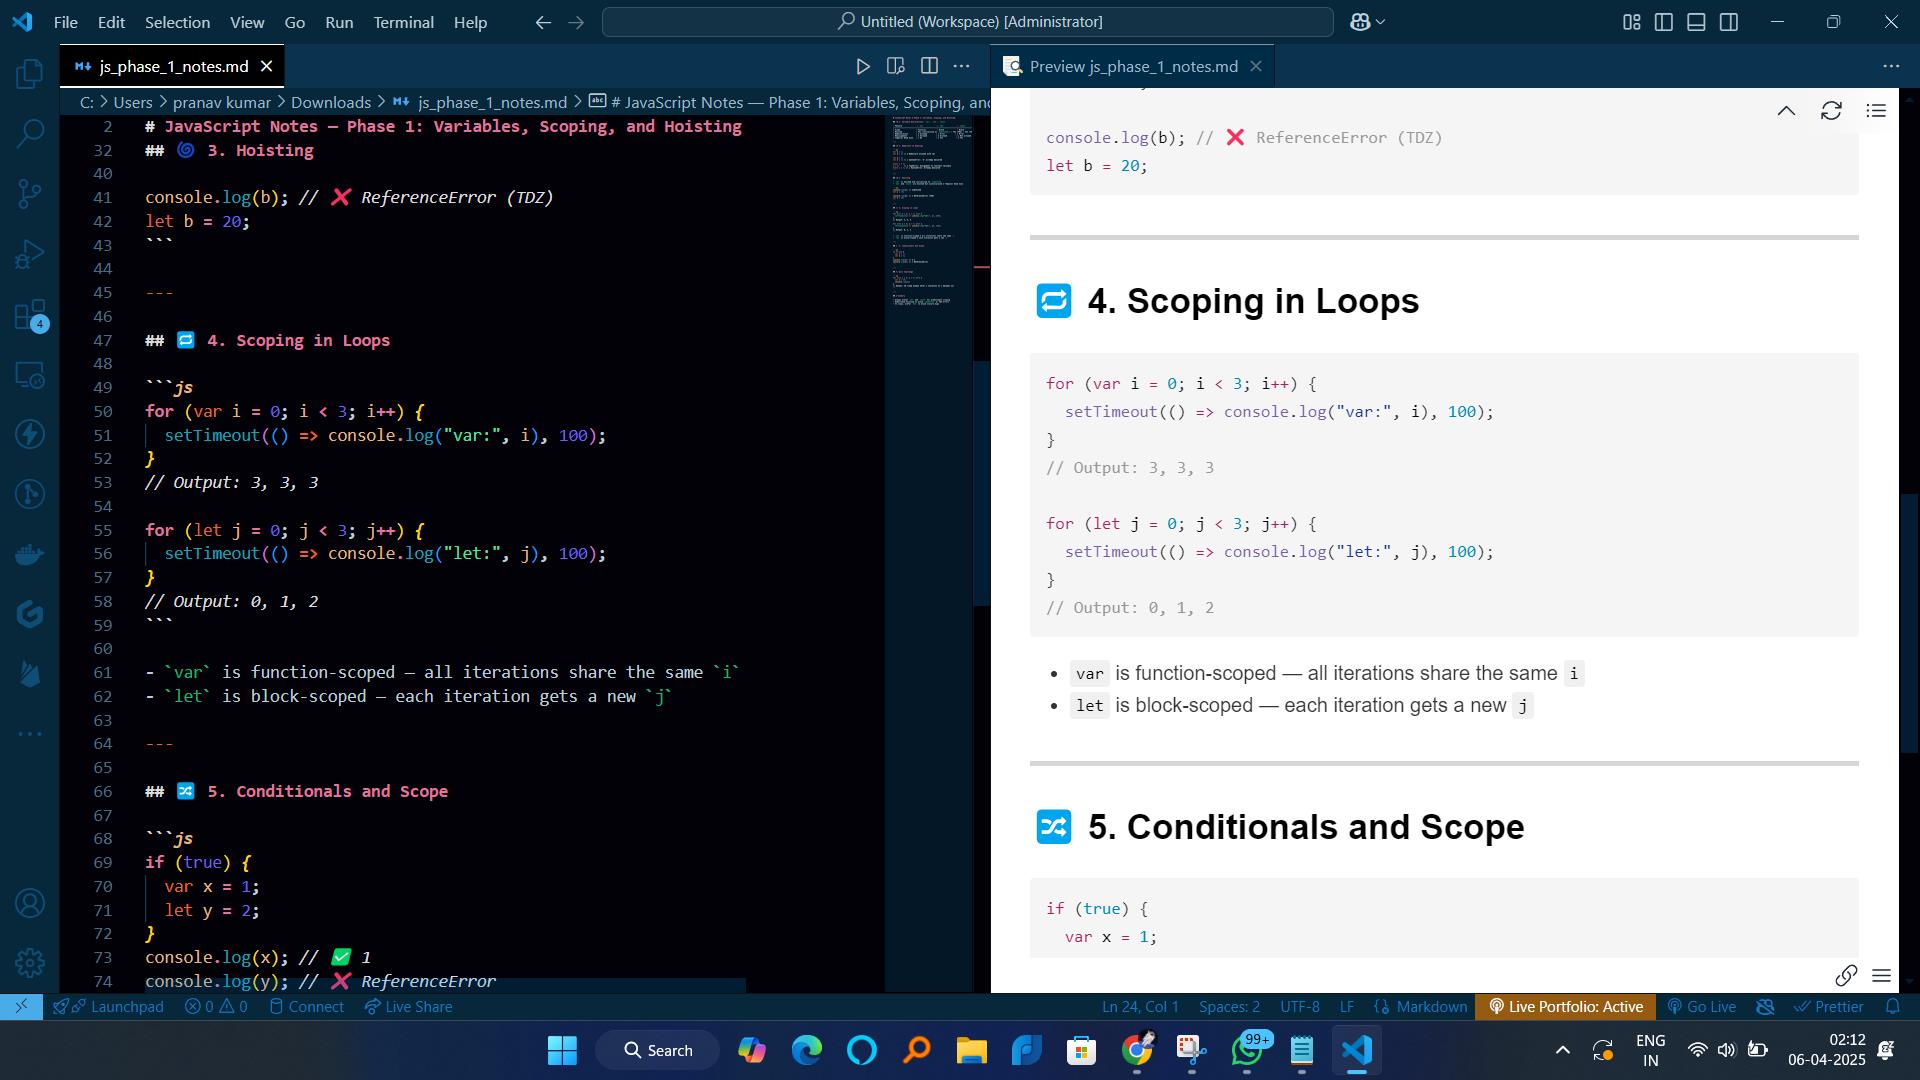 File Edit Selection View Go Run Terminal Help
Untitled (Workspace) [Administrator]
js_phase_1_notes.md
C: > Users > pranav kumar > Downloads > js_phase_1_notes.md > # JavaScript Notes — Phase 1: Variables, Scoping, and
2 # JavaScript Notes — Phase 1: Variables, Scoping, and Hoisting
32 ## 🌀 3. Hoisting
40
41 console.log(b); // ❌ ReferenceError (TDZ)
42 let b = 20;
43 ```
44
45 ---
46
47 ## 🔁 4. Scoping in Loops
48
49 ```js
50 for (var i = 0; i < 3; i++) {
51   setTimeout(() => console.log("var:", i), 100);
52 }
53 // Output: 3, 3, 3
54
55 for (let j = 0; j < 3; j++) {
56   setTimeout(() => console.log("let:", j), 100);
57 }
58 // Output: 0, 1, 2
59 ```
60
61 - `var` is function-scoped — all iterations share the same `i`
62 - `let` is block-scoped — each iteration gets a new `j`
63
64 ---
65
66 ## 🔀 5. Conditionals and Scope
67
68 ```js
69 if (true) {
70   var x = 1;
71   let y = 2;
72 }
73 console.log(x); // ✅ 1
74 console.log(y); // ❌ ReferenceError
4
Preview js_phase_1_notes.md
console.log(b); // ❌ ReferenceError (TDZ)
let b = 20;
🔁 4. Scoping in Loops
for (var i = 0; i < 3; i++) {
  setTimeout(() => console.log("var:", i), 100);
}
// Output: 3, 3, 3
for (let j = 0; j < 3; j++) {
  setTimeout(() => console.log("let:", j), 100);
}
// Output: 0, 1, 2
• var is function-scoped — all iterations share the same i
• let is block-scoped — each iteration gets a new j
🔀 5. Conditionals and Scope
if (true) {
  var x = 1;
Launchpad 0 0 Connect Live Share
Ln 24, Col 1 Spaces: 2 UTF-8 LF {} Markdown Live Portfolio: Active Go Live Prettier
Search
99+
ENG
IN
02:12
06-04-2025